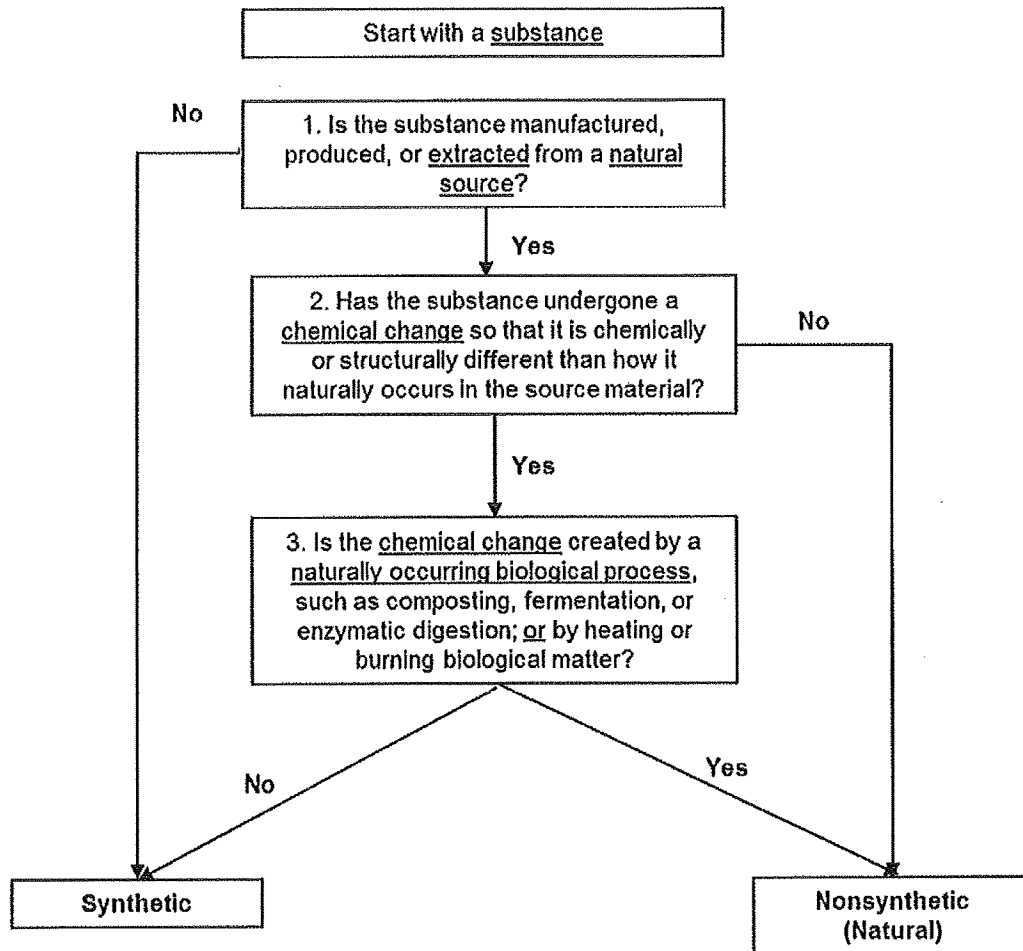 Start with a substance
No
1. Is the substance manufactured,
produced, or extracted from a natural
source?
Yes
2. Has the substance undergone a
chemical change so that it is chemically
or structurally different than how it
naturally occurs in the source material?
No
Yes
3. Is the chemical change created by a
naturally occurring biological process,
such as composting, fermentation, or
enzymatic digestion; or by heating or
burning biological matter?
No
Yes
Synthetic
Nonsynthetic
(Natural)